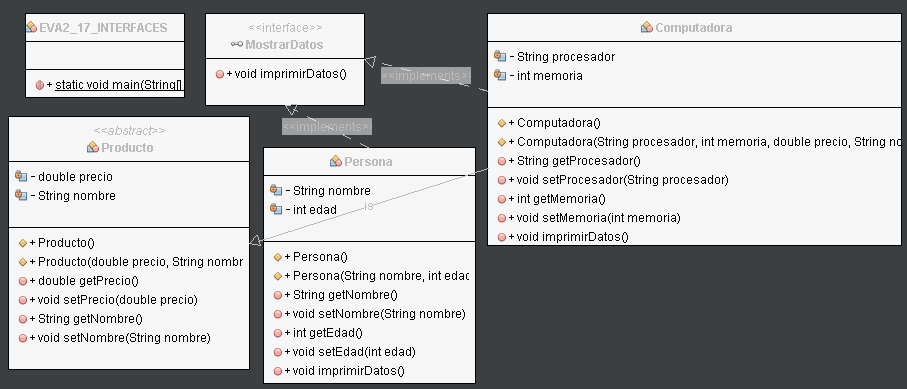 EVA2_17_INTERFACES
+ static void main(String[]
<<interface>>
MostrarDatos
+ void imprimirDatos()
<<implements>>
<<implements>>
is
Computadora
- String procesador
- int memoria
+ Computadora()
+ Computadora(String procesador, int memoria, double precio, String no
+ String getProcesador()
+ void setProcesador(String procesador)
+ int getMemoria()
+ void setMemoria(int memoria)
+ void imprimirDatos()
<<abstract>>
Producto
- double precio
- String nombre
+ Producto()
+ Producto(double precio, String nombr
+ double getPrecio()
+ void setPrecio(double precio)
+ String getNombre()
+ void setNombre(String nombre)
Persona
- String nombre
- int edad
+ Persona()
+ Persona(String nombre, int edad
+ String getNombre()
+ void setNombre(String nombre)
+ int getEdad()
+ void setEdad(int edad)
+ void imprimirDatos()